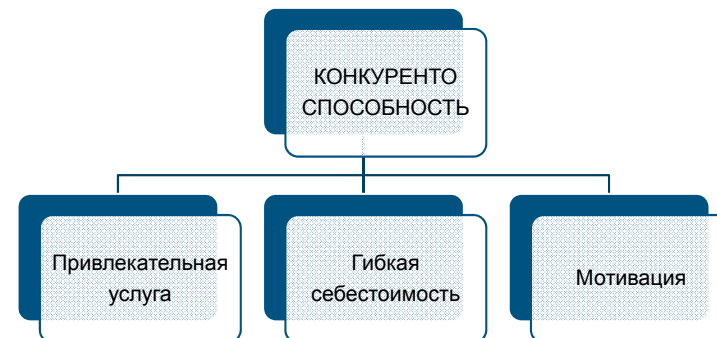 КОНКУРЕНТО
СПОСОБНОСТЬ
Привлекательная
услуга
Гибкая
себестоимость
Мотивация